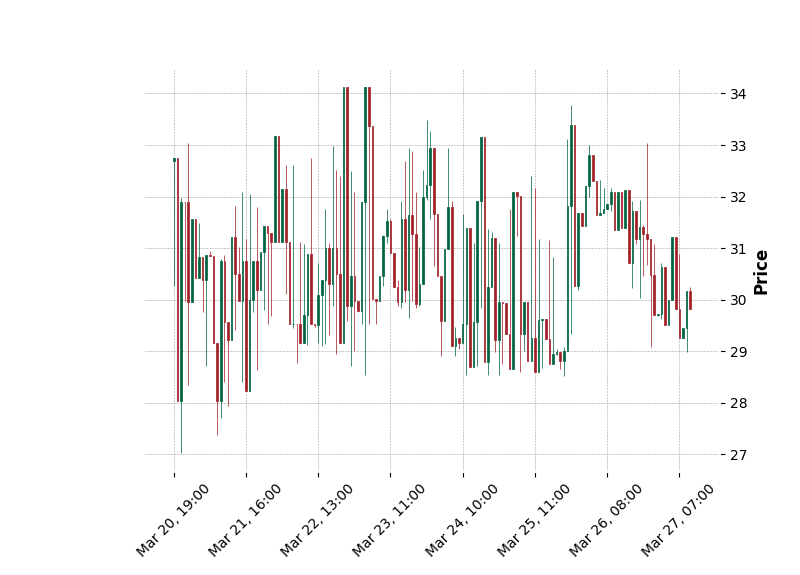 34
33
32
31
30
29
28
27
Price
Mar 20, 19:00
Mar 21, 16:00
Mar 22, 13:00
Mar 23, 11:00
Mar 24, 10:00
Mar 25, 11:00
Mar 26, 08:00
Mar 27, 07:00